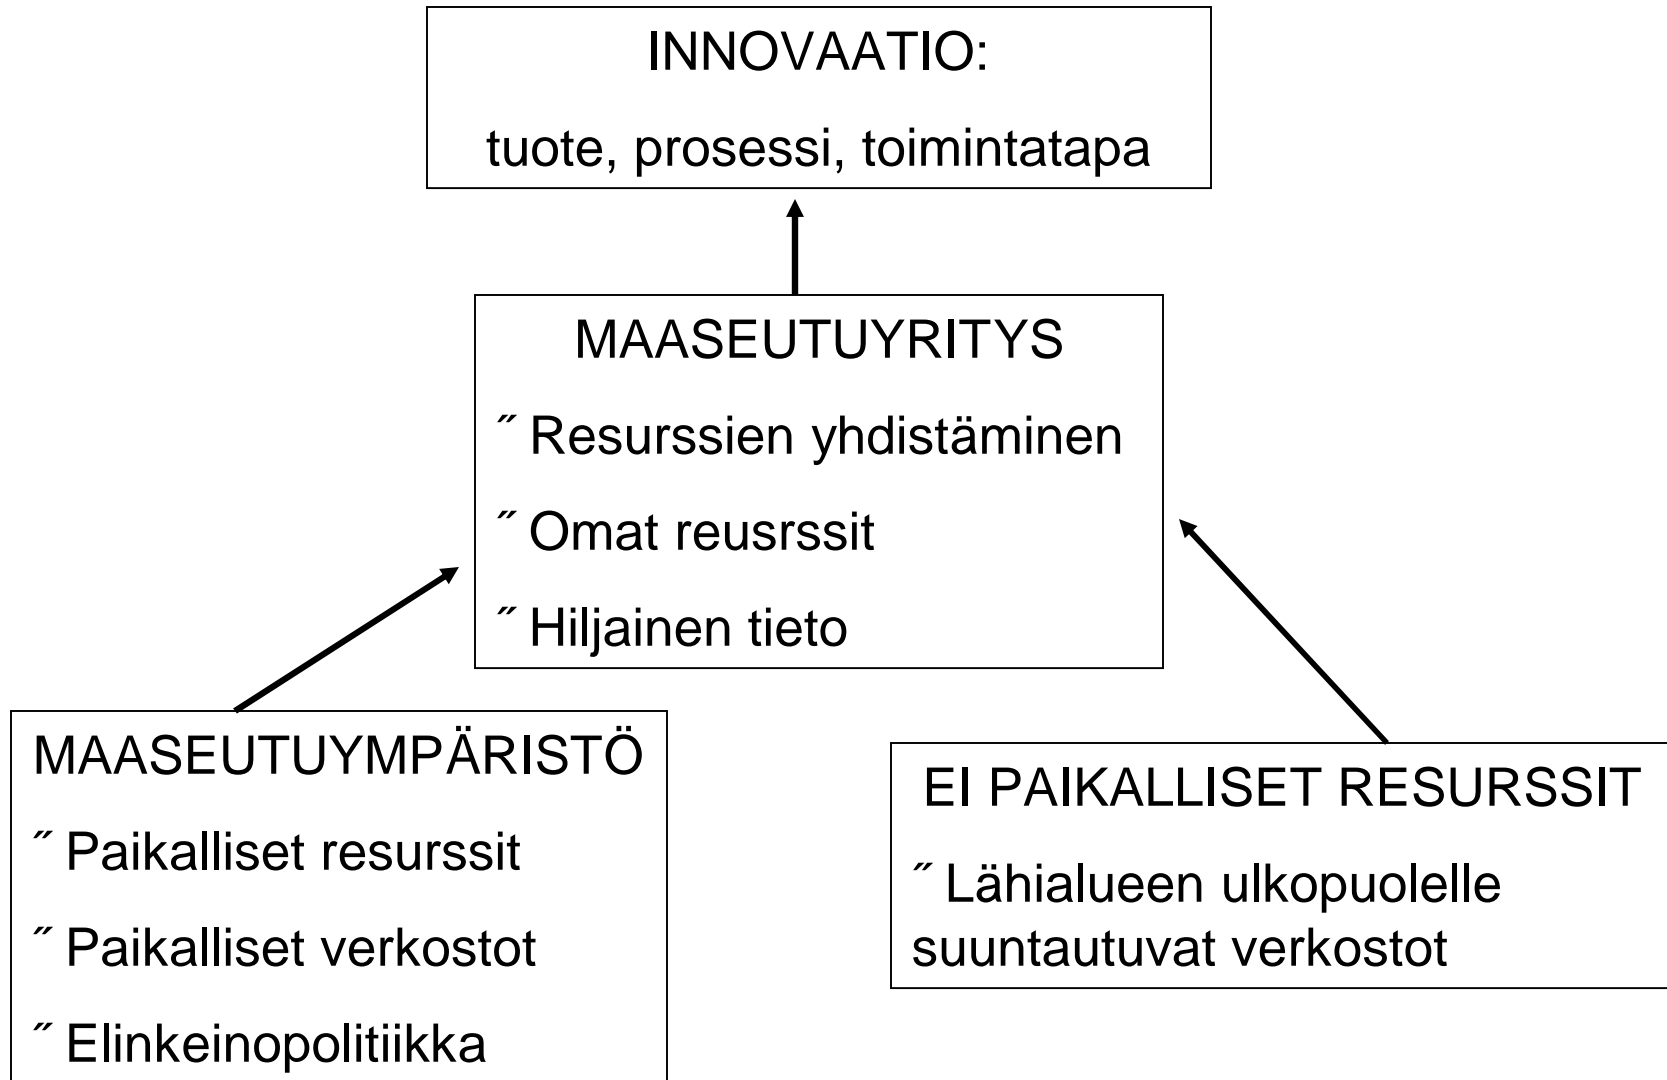 INNOVAATIO:
tuote, prosessi, toimintatapa
MAASEUTUYRITYS
˝ Resurssien yhdistäminen
˝ Omat reusrssit
˝ Hiljainen tieto
MAASEUTUYMPÄRISTÖ
˝ Paikalliset resurssit
˝ Paikalliset verkostot
˝ Elinkeinopolitiikka
EI PAIKALLISET RESURSSIT
˝ Lähialueen ulkopuolelle
suuntautuvat verkostot